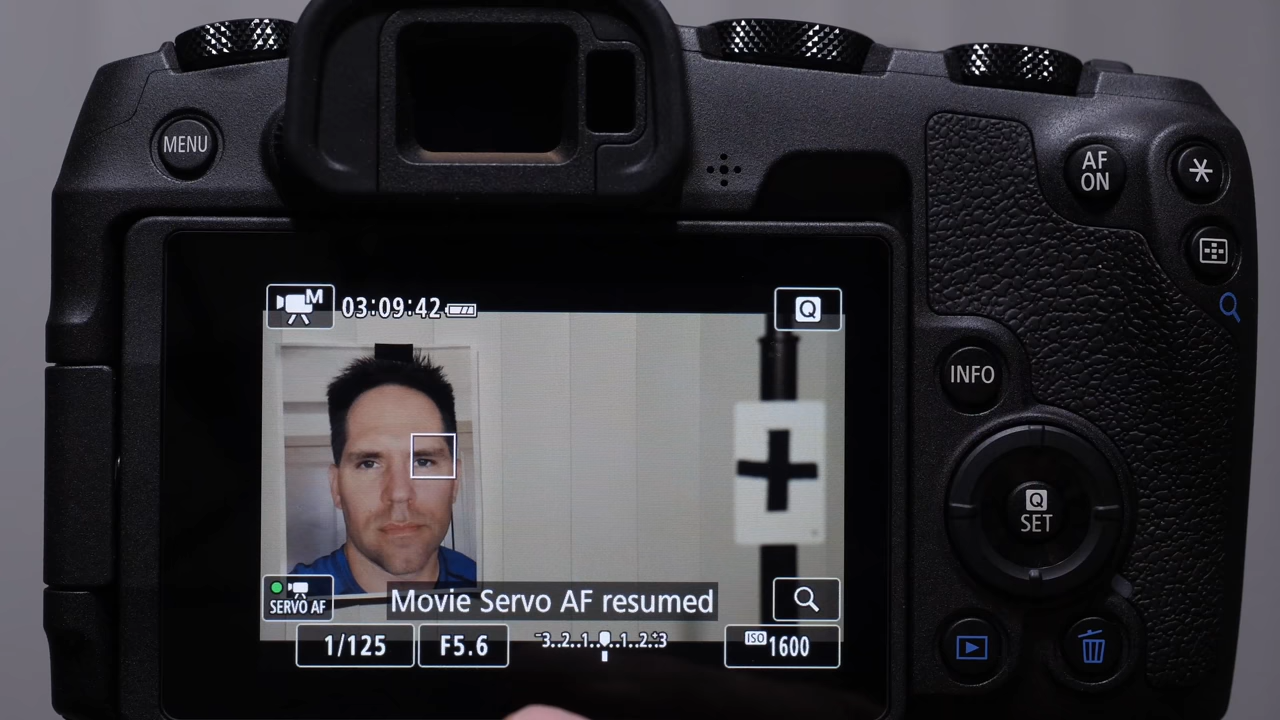 MENU
AF
ON
M
03:09:42
Q
INFO
Q
SET
SERVO AF
Movie Servo AF resumed
1/125
F5.6
-3..2..1..1..2..+3
ISO 1600